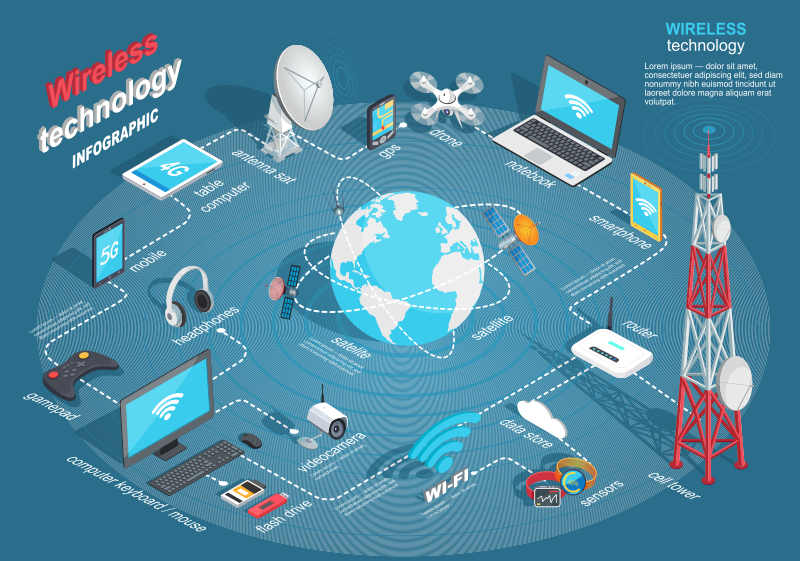 Wireless
technology
INFOGRAPHIC
WIRELESS
technology
Lorem ipsum — dolor sit amet,
consectetuer adipiscing elit, sed diam
nonummy nibh euismod tincidunt ut
laoreet dolore magna aliquam erat
volutpat.
antenna sat
gps
drone
notebook
4G
table
computer
smartphone
5G
mobile
headphones
satellite
satellite
router
gamepad
videocamera
data store
WI-FI
sensors
cell tower
computer keyboard / mouse
flash drive